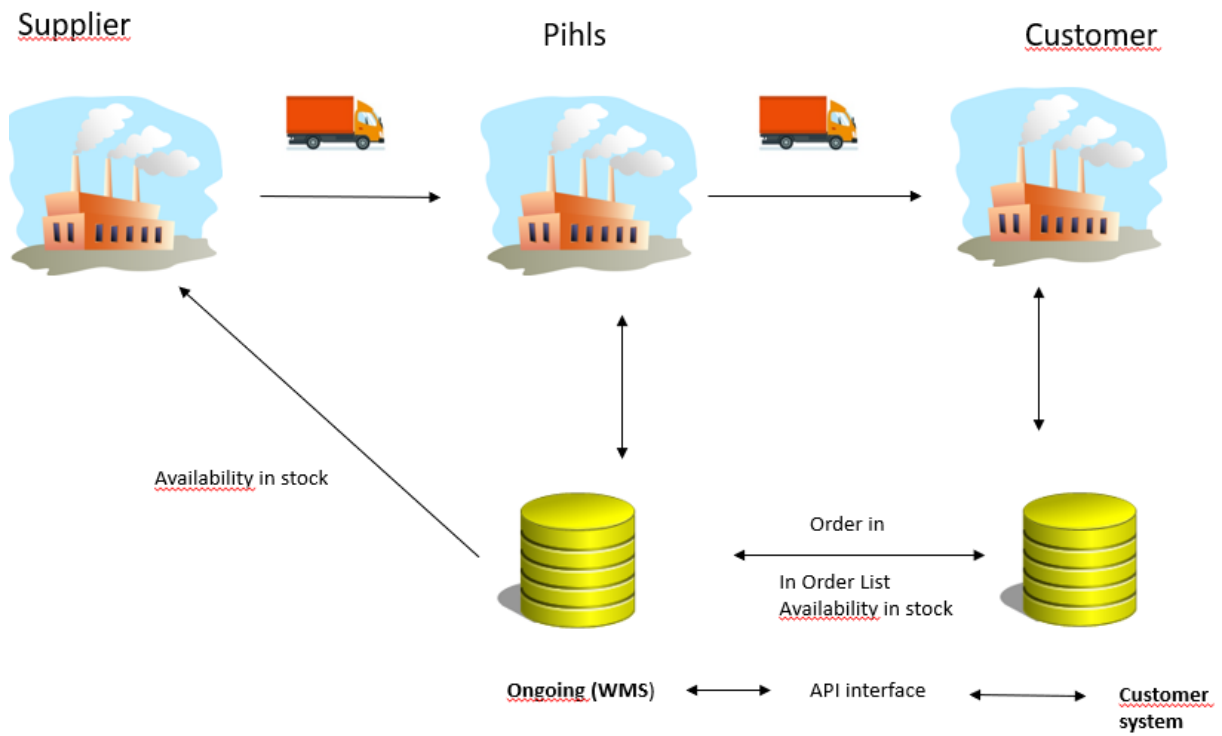 Supplier
Pihls
Customer
Availability in stock
Order in
In Order List
Availability in stock
Ongoing (WMS)
API interface
Customer
system